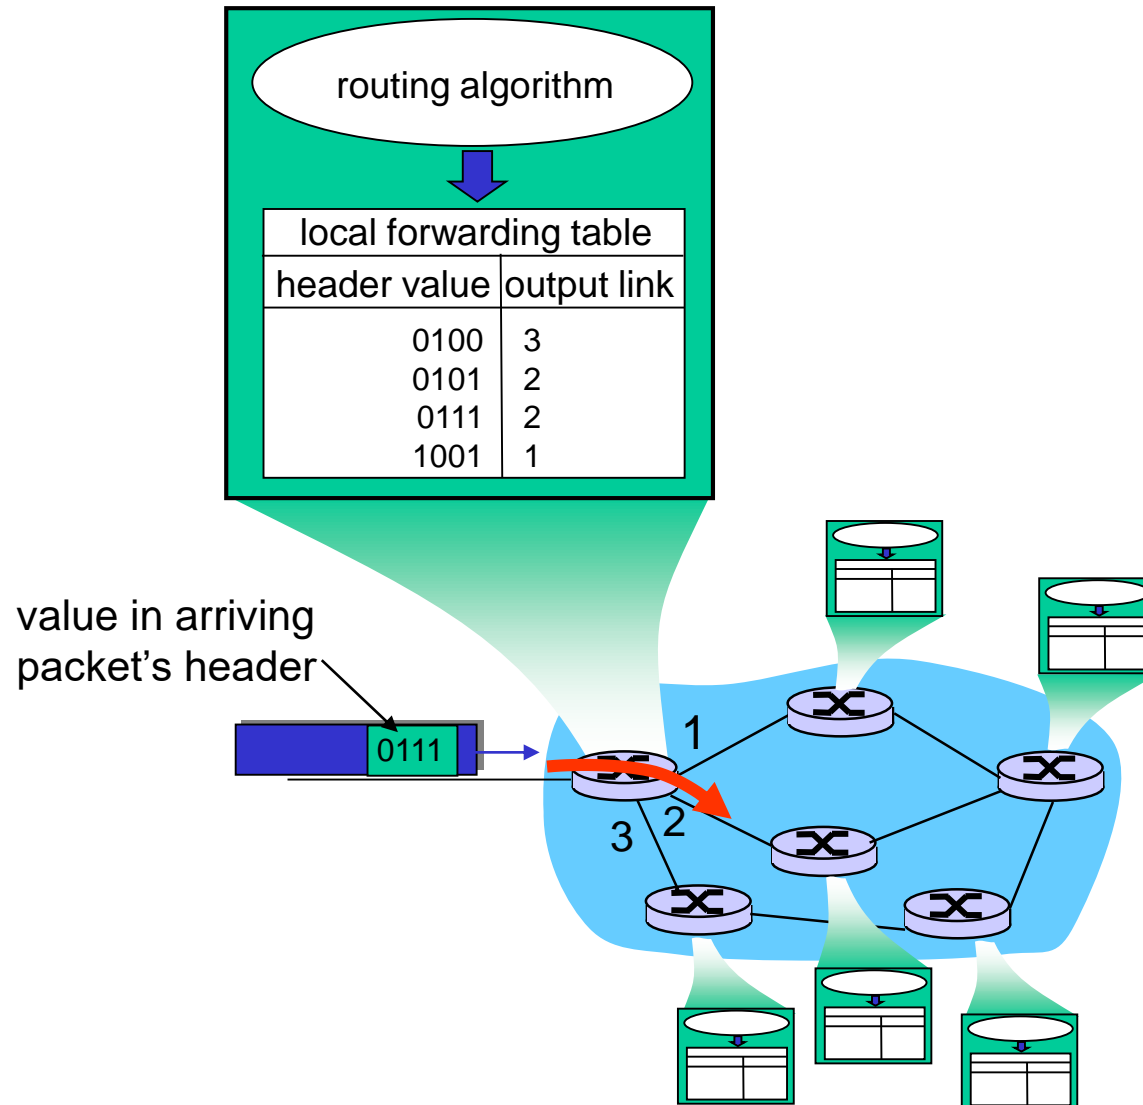 routing algorithm
local forwarding table
header value output link
0100 3
0101 2
0111 2
1001 1
value in arriving
packet’s header
0111
1
2
3